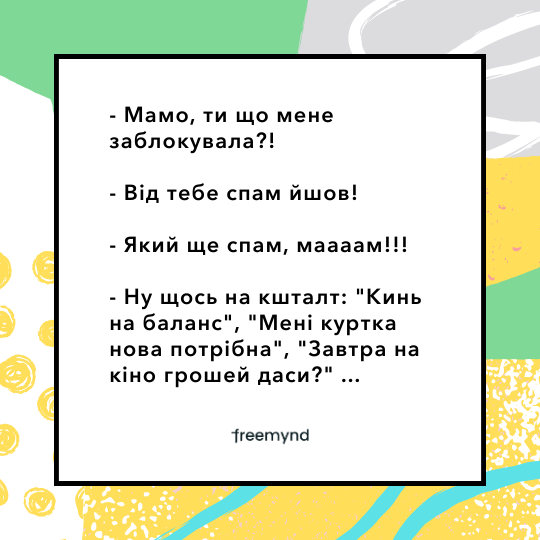 - Мамо, ти що мене
заблокувала?!
- Від тебе спам йшов!
- Який ще спам, маааам!!!
- Ну щось на кшталт: "Кинь
на баланс", "Мені куртка
нова потрібна", "Завтра на
кіно грошей даси?" ...
freemynd